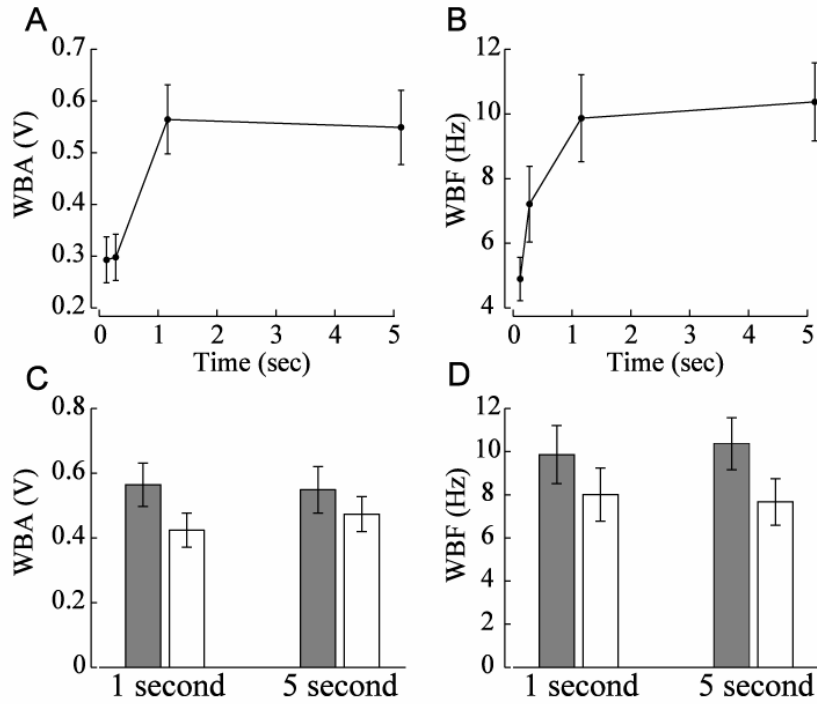 A
WBA (V)
0.7
0.6
0.5
0.4
0.3
0.2
0 1 2 3 4 5
Time (sec)
B
WBF (Hz)
12
10
8
6
4
0 1 2 3 4 5
Time (sec)
C
WBA (V)
0.8
0.6
0.4
0.2
0
1 second 5 second
D
WBF (Hz)
12
10
8
6
4
2
0
1 second 5 second